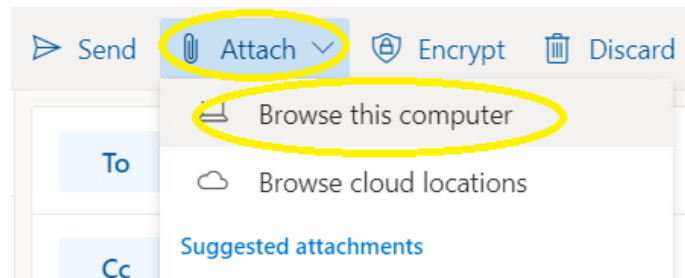 Send Attach Encrypt Discard
Browse this computer
To
Browse cloud locations
Suggested attachments
Cc